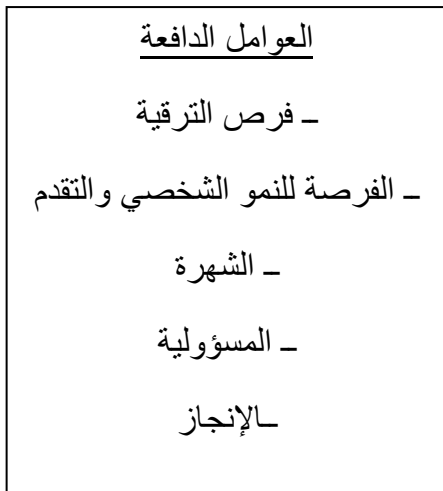 العوامل الدافعة
ـ فرص الترقية
ـ الفرصة للنمو الشخصي والتقدم
ـ الشهرة
ـ المسؤولية
ـالإنجاز